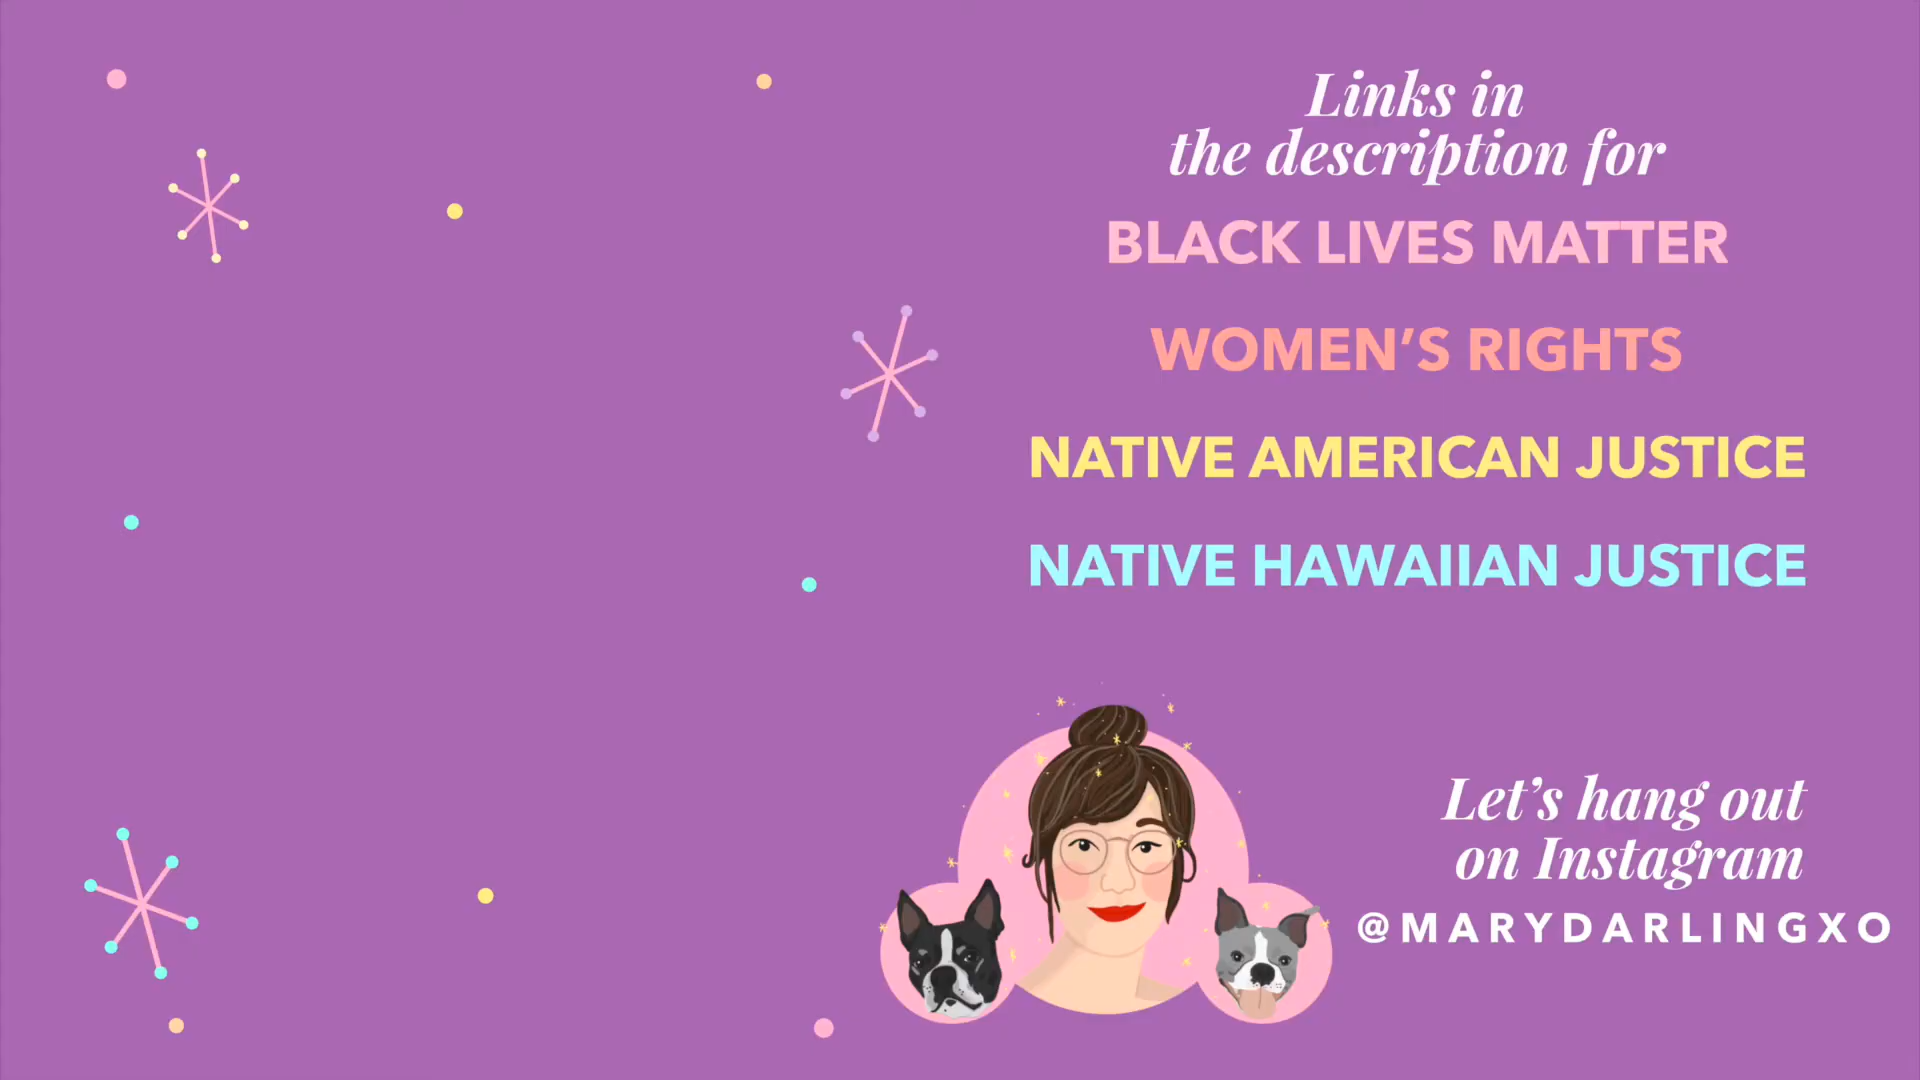 Links in
the description for
BLACK LIVES MATTER
WOMEN’S RIGHTS
NATIVE AMERICAN JUSTICE
NATIVE HAWAIIAN JUSTICE
Let’s hang out
on Instagram
@MARYDARLINGXO